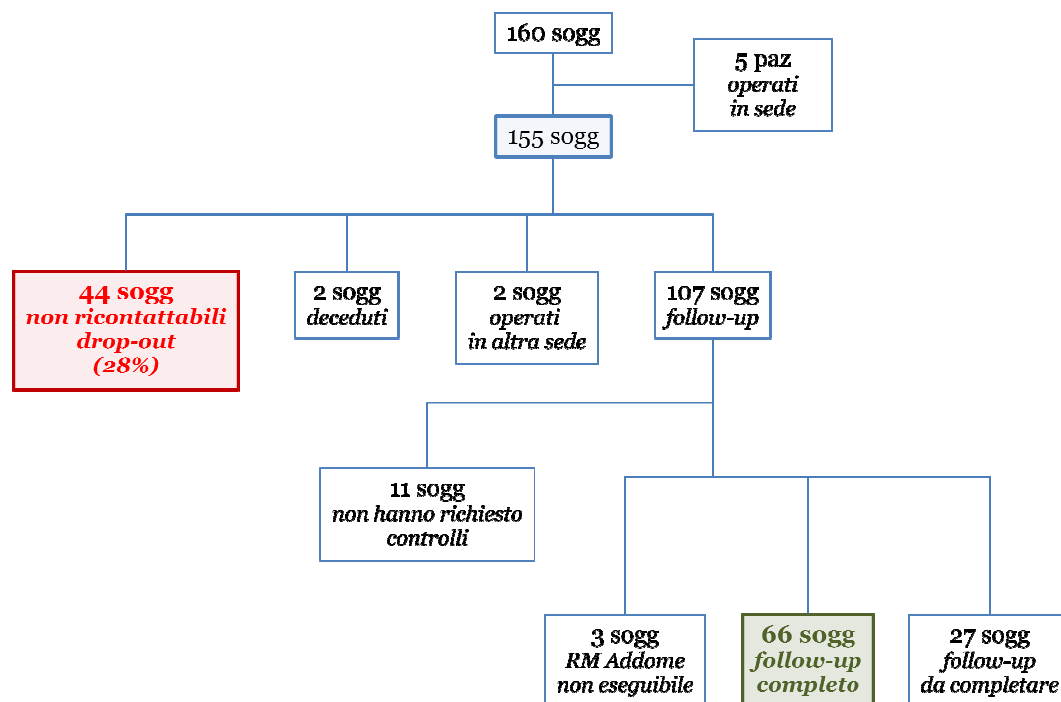 160 sogg
5 paz
operati
in sede
155 sogg
44 sogg
non ricontattabili
drop-out
(28%)
2 sogg
deceduti
2 sogg
operati
in altra sede
107 sogg
follow-up
11 sogg
non hanno richiesto
controlli
3 sogg
RM Addome
non eseguibile
66 sogg
follow-up
completo
27 sogg
follow-up
da completare